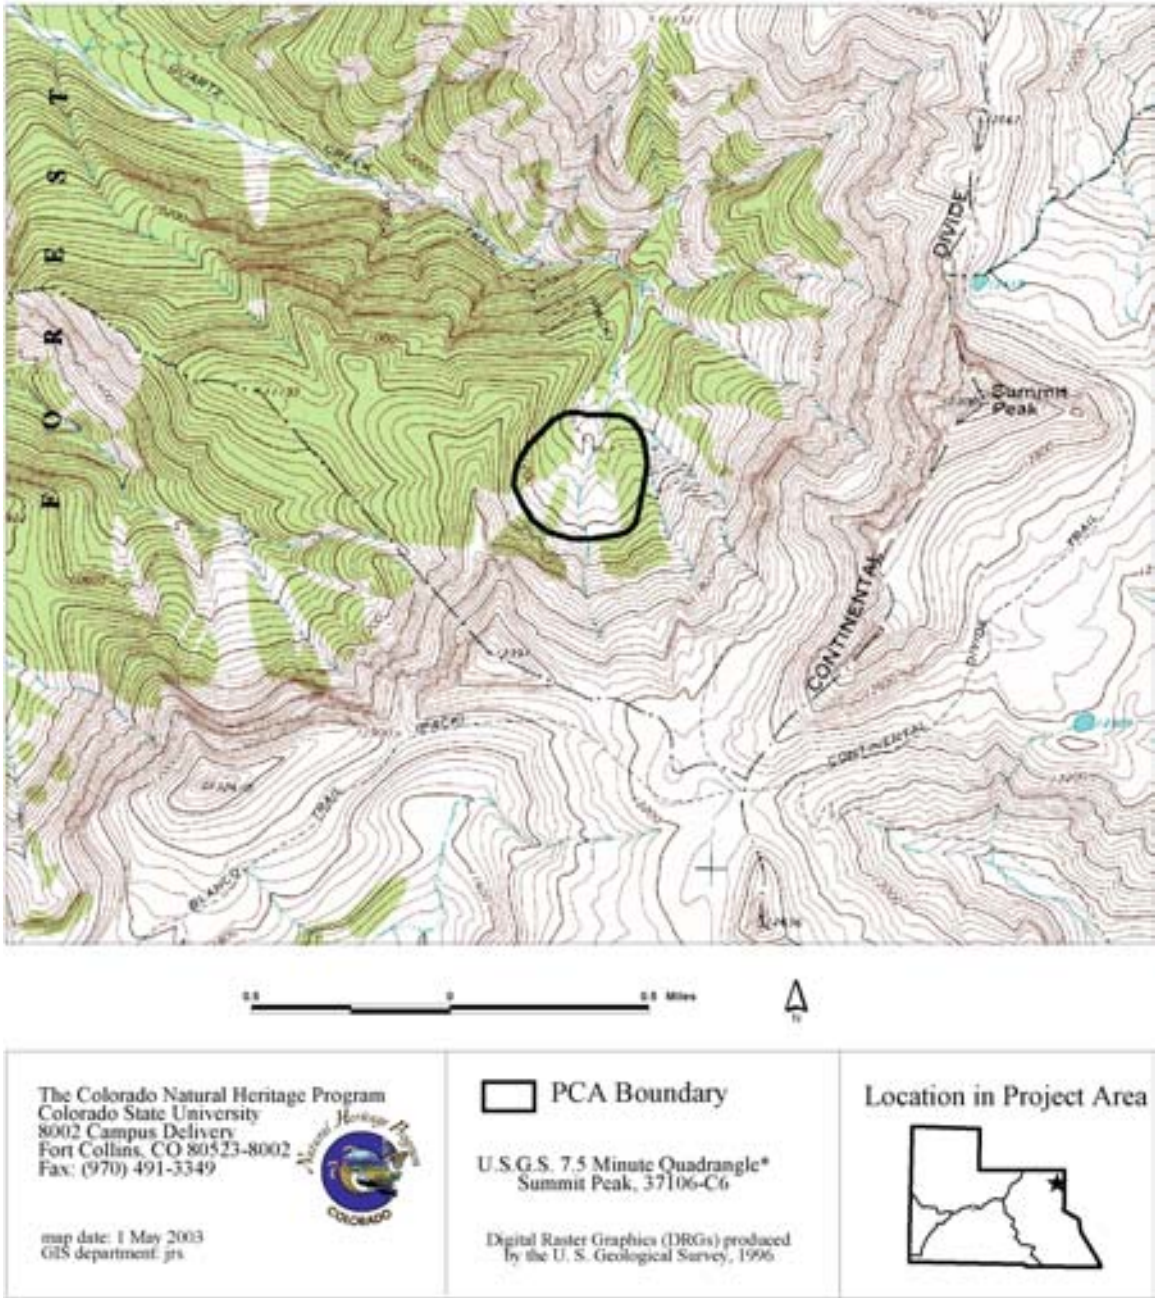 QUARTZ
CREEK
TRAIL
DIVIDE
FOREST
(PACK)
Summit
Peak
TRAIL
DIVIDE
CONTINENTAL
CONTINENTAL
(PACK)
TRAIL
BLANCO
0.5 0 0.5 Miles
N
The Colorado Natural Heritage Program
Colorado State University
8002 Campus Delivery
Fort Collins, CO 80523-8002
Fax: (970) 491-3349
Natural Heritage Program
COLORADO
map date: 1 May 2003
GIS department: jrs
PCA Boundary
U.S.G.S. 7.5 Minute Quadrangle*
Summit Peak, 37106-C6
Digital Raster Graphics (DRGs) produced
by the U. S. Geological Survey, 1996
Location in Project Area